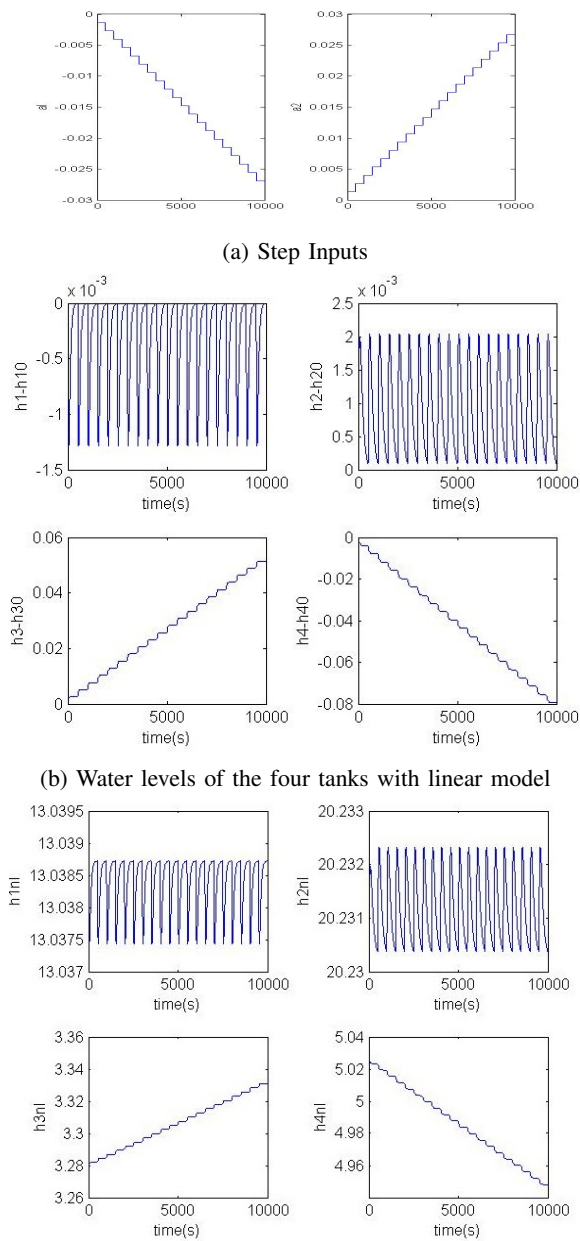 0
-0.005
-0.01
-0.015
-0.02
-0.025
-0.03
a1
0 5000 10000
0.03
0.025
0.02
0.015
0.01
0.005
0
a2
0 5000 10000
(a) Step Inputs
x 10-3
0
-0.5
-1
-1.5
h1-h10
0 5000 10000
time(s)
x 10-3
2.5
2
1.5
1
0.5
0
h2-h20
0 5000 10000
time(s)
0.06
0.04
0.02
0
h3-h30
0 5000 10000
time(s)
0
-0.02
-0.04
-0.06
-0.08
h4-h40
0 5000 10000
time(s)
(b) Water levels of the four tanks with linear model
13.0395
13.039
13.0385
13.038
13.0375
13.037
h1nl
0 5000 10000
20.233
20.232
20.231
20.23
h2nl
0 5000 10000
3.36
3.34
3.32
3.3
3.28
3.26
h3nl
0 5000 10000
time(s)
5.04
5.02
5
4.98
4.96
h4nl
0 5000 10000
time(s)